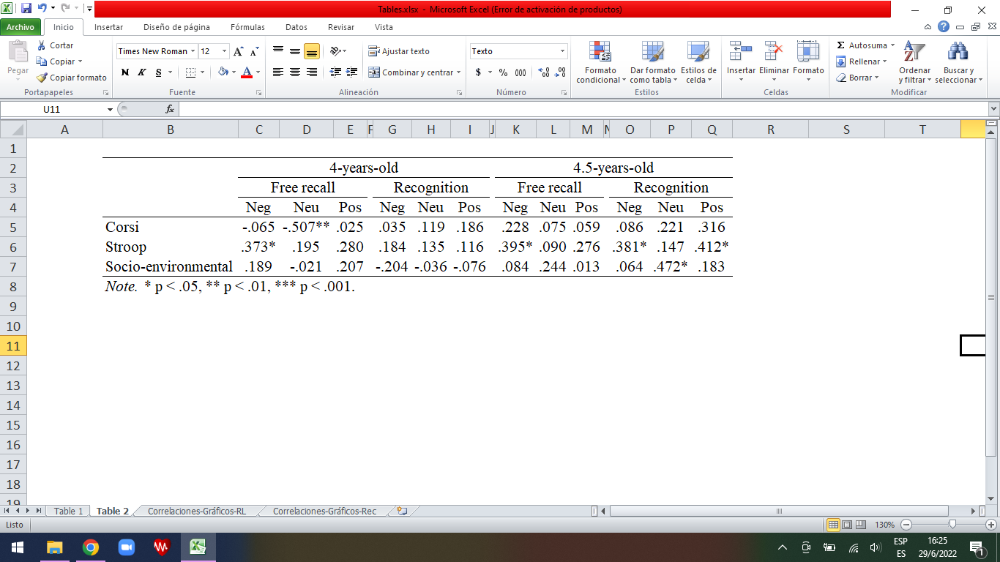 Tables.xlsx - Microsoft Excel (Error de activación de productos)
Archivo Inicio Insertar Diseño de página Fórmulas Datos Revisar Vista
Pegar
Cortar
Copiar
Copiar formato
Portapapeles
Times New Roman 12
N K S
Fuente
Ajustar texto
Combinar y centrar
Alineación
Texto
$ % 000
Número
Formato condicional
Dar formato como tabla
Estilos de celda
Estilos
Insertar Eliminar Formato
Celdas
Autosuma
Rellenar
Borrar
Ordenar y filtrar
Buscar y seleccionar
Modificar
U11 fx
A B C D E F G H I J K L M N O P Q R S T
1
2 4-years-old 4.5-years-old
3 Free recall Recognition Free recall Recognition
4 Neg Neu Pos Neg Neu Pos Neg Neu Pos Neg Neu Pos
5 Corsi -.065 -.507** .025 .035 .119 .186 .228 .075 .059 .086 .221 .316
6 Stroop .373* .195 .280 .184 .135 .116 .395* .090 .276 .381* .147 .412*
7 Socio-environmental .189 -.021 .207 -.204 -.036 -.076 .084 .244 .013 .064 .472* .183
8 Note. * p < .05, ** p < .01, *** p < .001.
9
10
11
12
13
14
15
16
17
18
19
Table 1 Table 2 Correlaciones-Gráficos-RL Correlaciones-Gráficos-Rec
Listo 130%
ESP 16:25
ES 29/6/2022 1